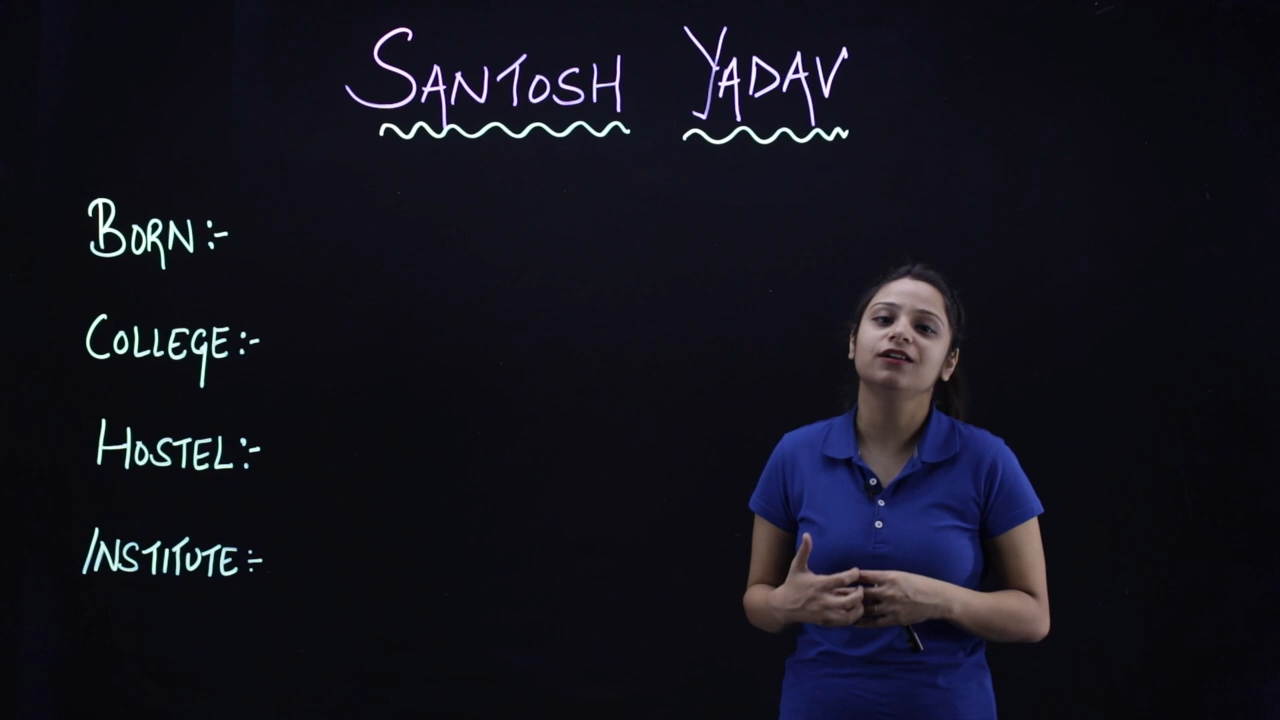 SANTOSH YADAV
BORN:-
COLLEGE:-
HOSTEL:-
INSTITUTE:-